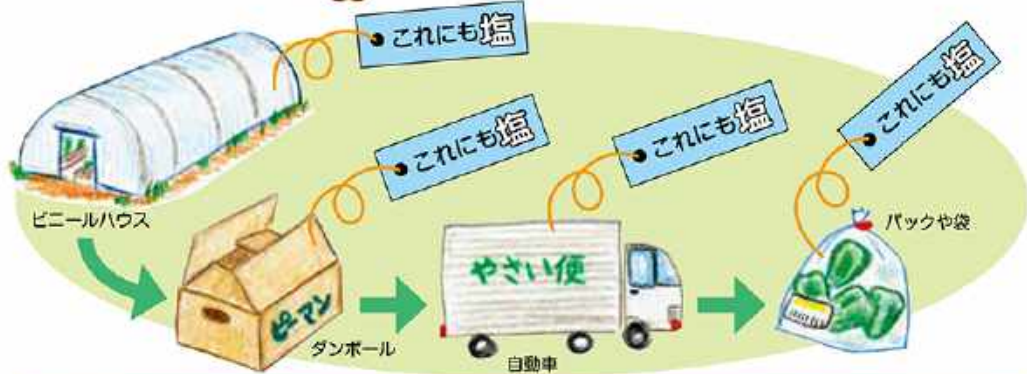 これにも塩
これにも塩
これにも塩
これにも塩
ビニールハウス
パックや袋
やさい便
ピーマン
ダンボール
自動車